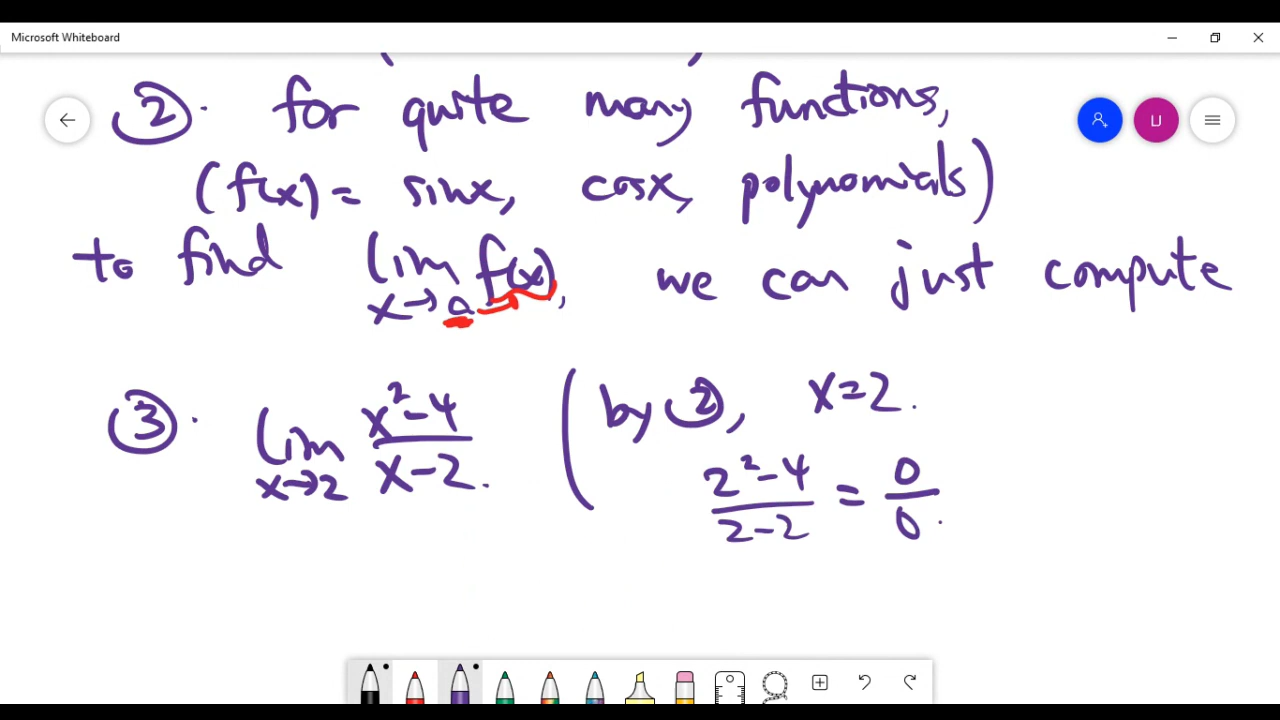 Microsoft Whiteboard
② . for quite many functions,
(f(x) = sinx, cosx, polynomials)
to find lim x→a f(x), we can just compute
③ . lim x→2 x²-4 / x-2 . ( by ②, x=2.
2²-4 / 2-2 = 0/0 .